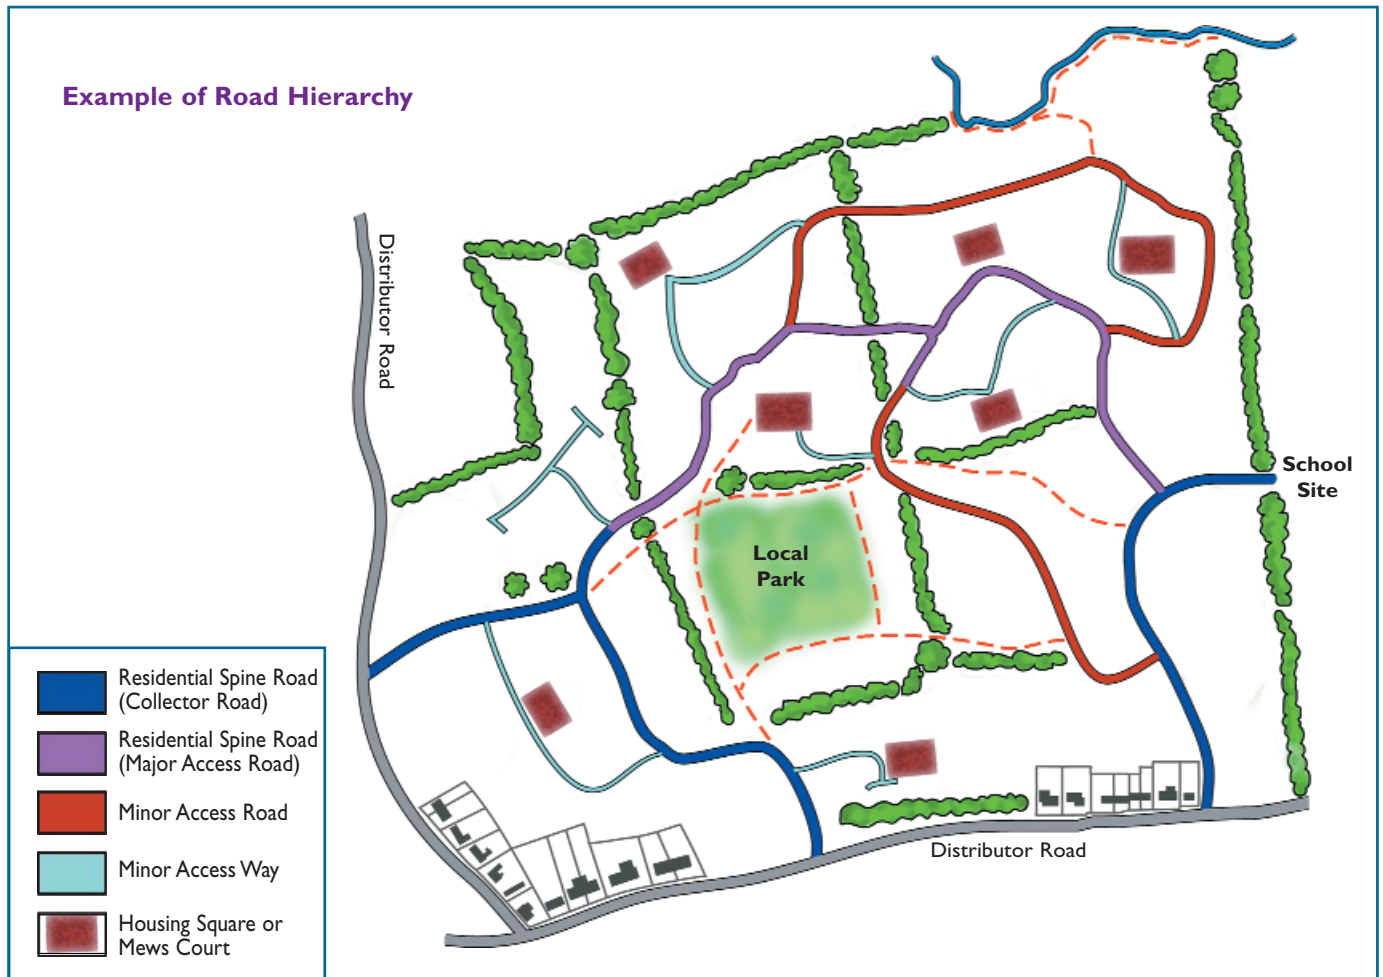 Example of Road Hierarchy
Distributor Road
School
Site
Local
Park
Distributor Road
Residential Spine Road
(Collector Road)
Residential Spine Road
(Major Access Road)
Minor Access Road
Minor Access Way
Housing Square or
Mews Court